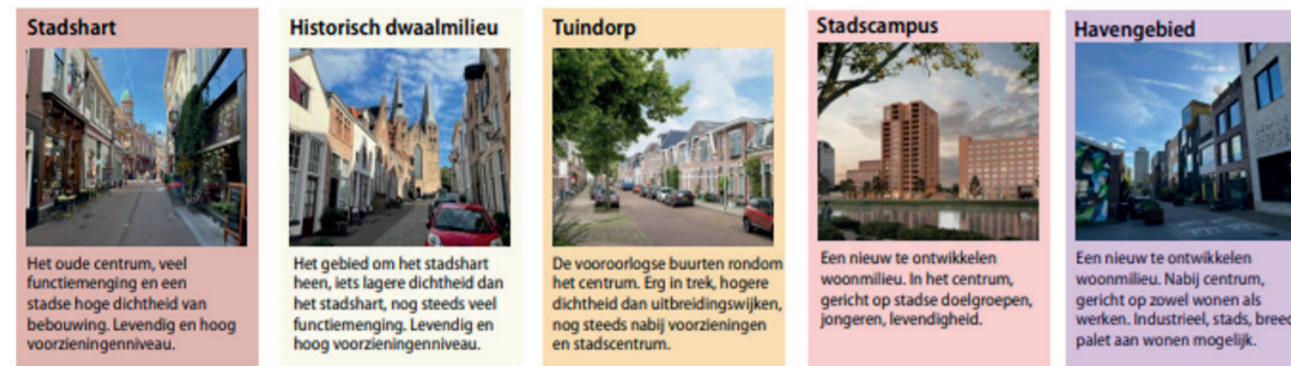 Stadshart
Het oude centrum, veel
functiemenging en een
stadse hoge dichtheid van
bebouwing. Levendig en hoog
voorzieningenniveau.
Historisch dwaalmilieu
Het gebied om het stadshart
heen, iets lagere dichtheid dan
het stadshart, nog steeds veel
functiemenging. Levendig en
hoog voorzieningenniveau.
Tuindorp
De vooroorlogse buurten rondom
het centrum. Erg in trek, hogere
dichtheid dan uitbreidingswijken,
nog steeds nabij voorzieningen
en stadscentrum.
Stadscampus
Een nieuw te ontwikkelen
woonmilieu. In het centrum,
gericht op stadse doelgroepen,
jongeren, levendigheid.
Havengebied
Een nieuw te ontwikkelen
woonmilieu. Nabij centrum,
gericht op zowel wonen als
werken. Industrieel, stads, breed
palet aan wonen mogelijk.